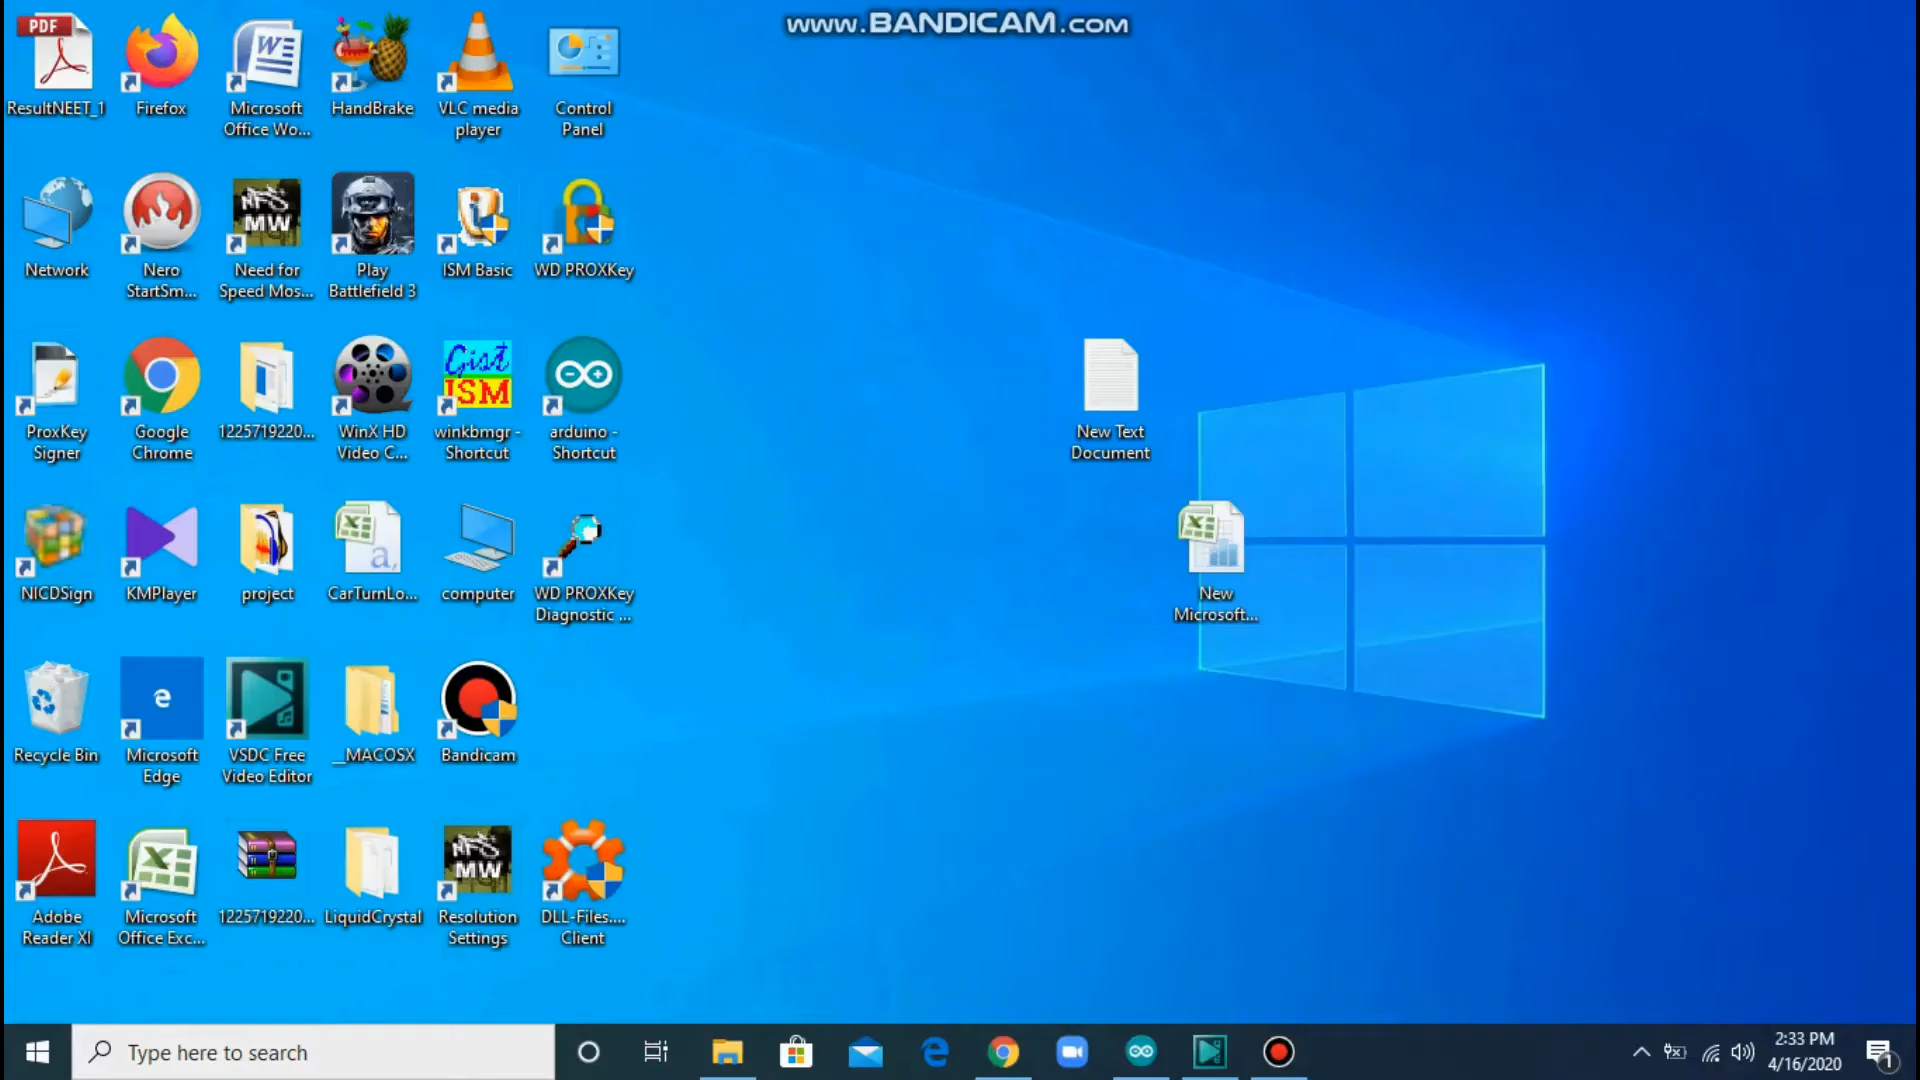 www.BANDICAM.com
PDF
ResultNEET_1
Firefox
Microsoft
Office Wo...
HandBrake
VLC media
player
Control
Panel
Network
Nero
StartSm...
NFS
MW
Need for
Speed Mos...
Play
Battlefield 3
ISM Basic
WD PROXKey
ProxKey
Signer
Google
Chrome
1225719220...
WinX HD
Video C...
Gist
ISM
winkbmgr -
Shortcut
arduino -
Shortcut
New Text
Document
NICDSign
KMPlayer
project
a,
CarTurnLo...
computer
WD PROXKey
Diagnostic ...
New
Microsoft...
Recycle Bin
e
Microsoft
Edge
VSDC Free
Video Editor
__MACOSX
Bandicam
Adobe
Reader XI
Microsoft
Office Exc...
1225719220...
LiquidCrystal
NFS
MW
Resolution
Settings
DLL-Files....
Client
Type here to search
2:33 PM
4/16/2020
1